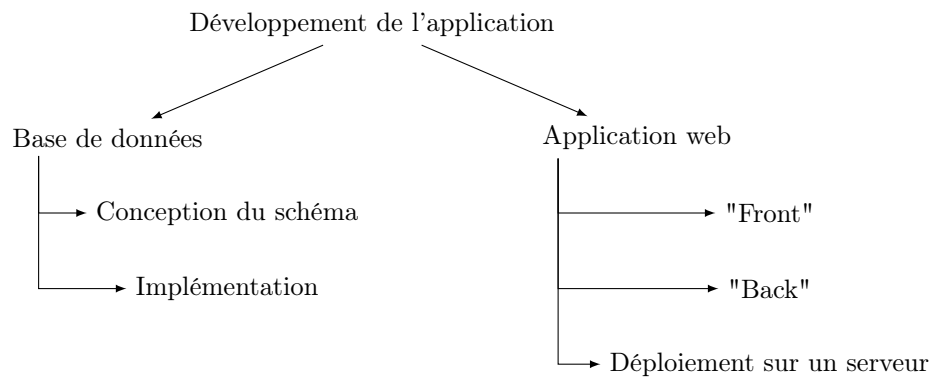 Développement de l'application
Base de données
Application web
Conception du schéma
"Front"
Implémentation
"Back"
Déploiement sur un serveur